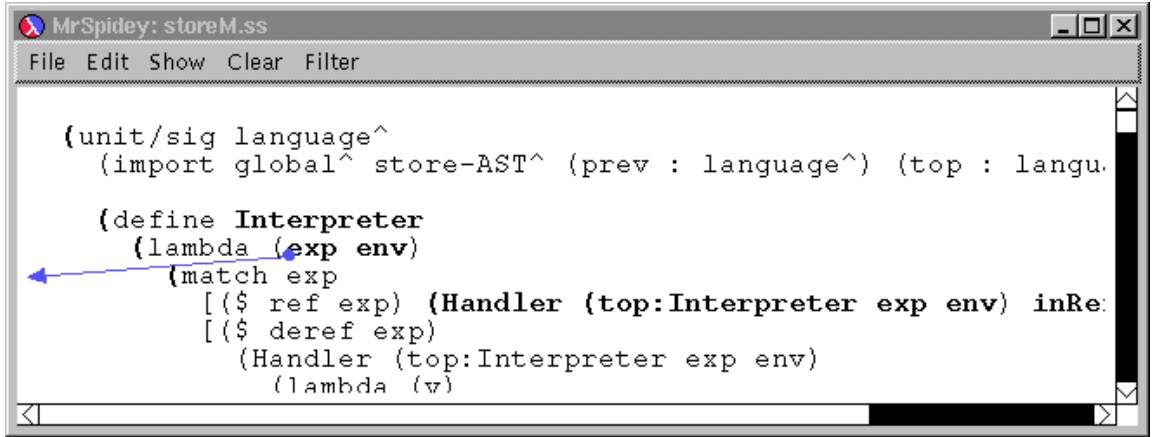 MrSpidey: storeM.ss
File Edit Show Clear Filter
(unit/sig language^
(import global^ store-AST^ (prev : language^) (top : langu
(define Interpreter
(lambda (exp env)
(match exp
[($ ref exp) (Handler (top:Interpreter exp env) inRe
[($ deref exp)
(Handler (top:Interpreter exp env)
(lambda (v)